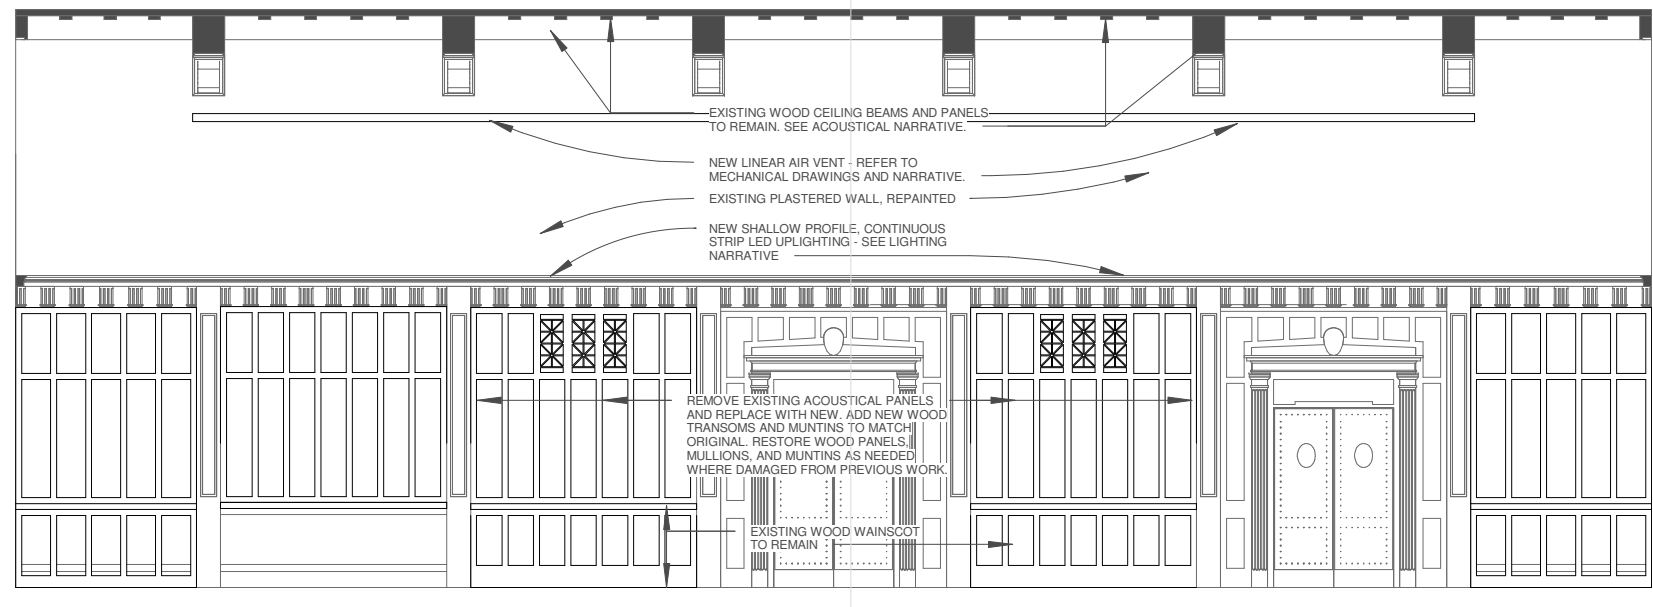 EXISTING WOOD CEILING BEAMS AND PANELS
TO REMAIN. SEE ACOUSTICAL NARRATIVE.
NEW LINEAR AIR VENT - REFER TO
MECHANICAL DRAWINGS AND NARRATIVE.
EXISTING PLASTERED WALL, REPAINTED
NEW SHALLOW PROFILE, CONTINUOUS
STRIP LED UPLIGHTING - SEE LIGHTING
NARRATIVE
REMOVE EXISTING ACOUSTICAL PANELS
AND REPLACE WITH NEW. ADD NEW WOOD
TRANSOMS AND MUNTINS TO MATCH
ORIGINAL. RESTORE WOOD PANELS,
MULLIONS, AND MUNTINS AS NEEDED
WHERE DAMAGED FROM PREVIOUS WORK.
EXISTING WOOD WAINSCOT
TO REMAIN